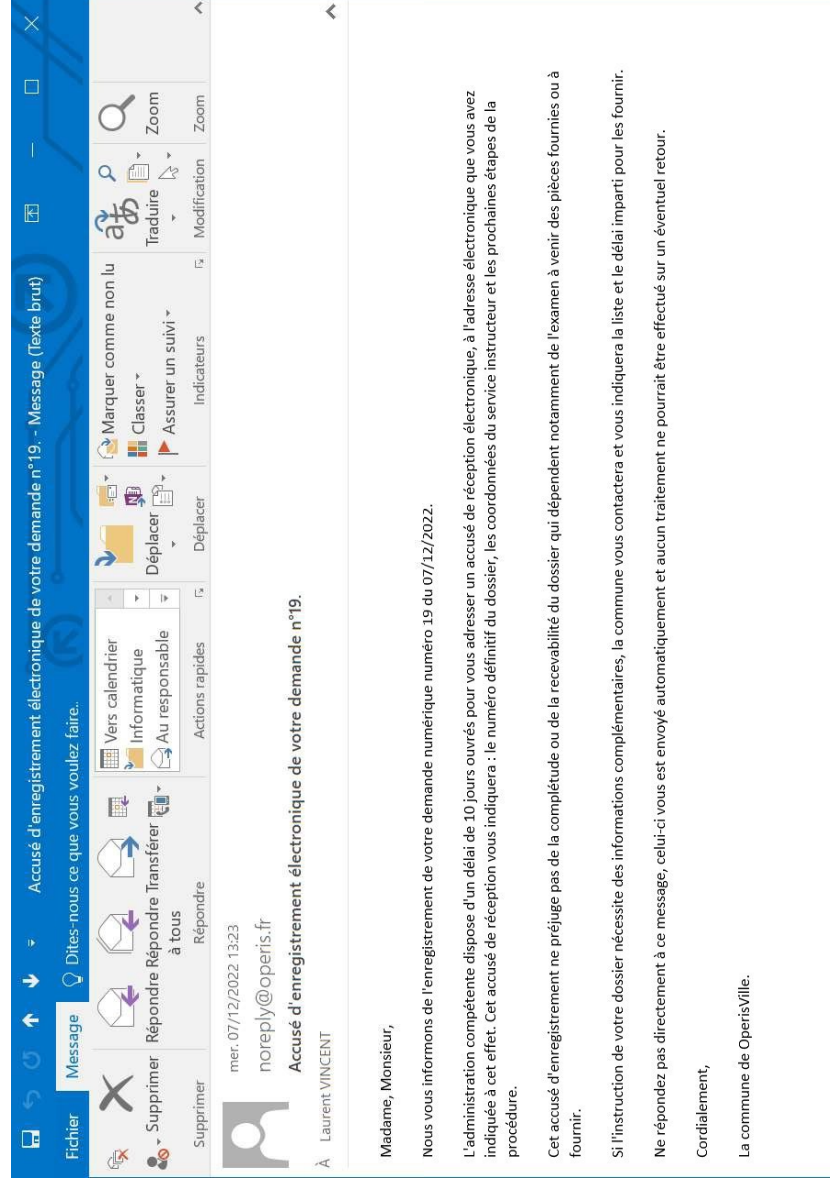 Accusé d'enregistrement électronique de votre demande n°19. - Message (Texte brut)
Fichier
Message
Dites-nous ce que vous voulez faire..
Supprimer
Répondre
Répondre à tous
Transférer
Vers calendrier
Informatique
Au responsable
Déplacer
Marquer comme non lu
Classer
Assurer un suivi
Traduire
Zoom
Supprimer
Répondre
Actions rapides
Déplacer
Indicateurs
Modification
Zoom
mer. 07/12/2022 13:23
noreply@operis.fr
Accusé d'enregistrement électronique de votre demande n°19.
À Laurent VINCENT
Madame, Monsieur,
Nous vous informons de l'enregistrement de votre demande numérique numéro 19 du 07/12/2022.
L'administration compétente dispose d'un délai de 10 jours ouvrés pour vous adresser un accusé de réception électronique, à l'adresse électronique que vous avez
indiquée à cet effet. Cet accusé de réception vous indiquera : le numéro définitif du dossier, les coordonnées du service instructeur et les prochaines étapes de la
procédure.
Cet accusé d'enregistrement ne préjuge pas de la complétude ou de la recevabilité du dossier qui dépendent notamment de l'examen à venir des pièces fournies ou à
fournir.
Si l'instruction de votre dossier nécessite des informations complémentaires, la commune vous contactera et vous indiquera la liste et le délai imparti pour les fournir.
Ne répondez pas directement à ce message, celui-ci vous est envoyé automatiquement et aucun traitement ne pourrait être effectué sur un éventuel retour.
Cordialement,
La commune de OperisVille.